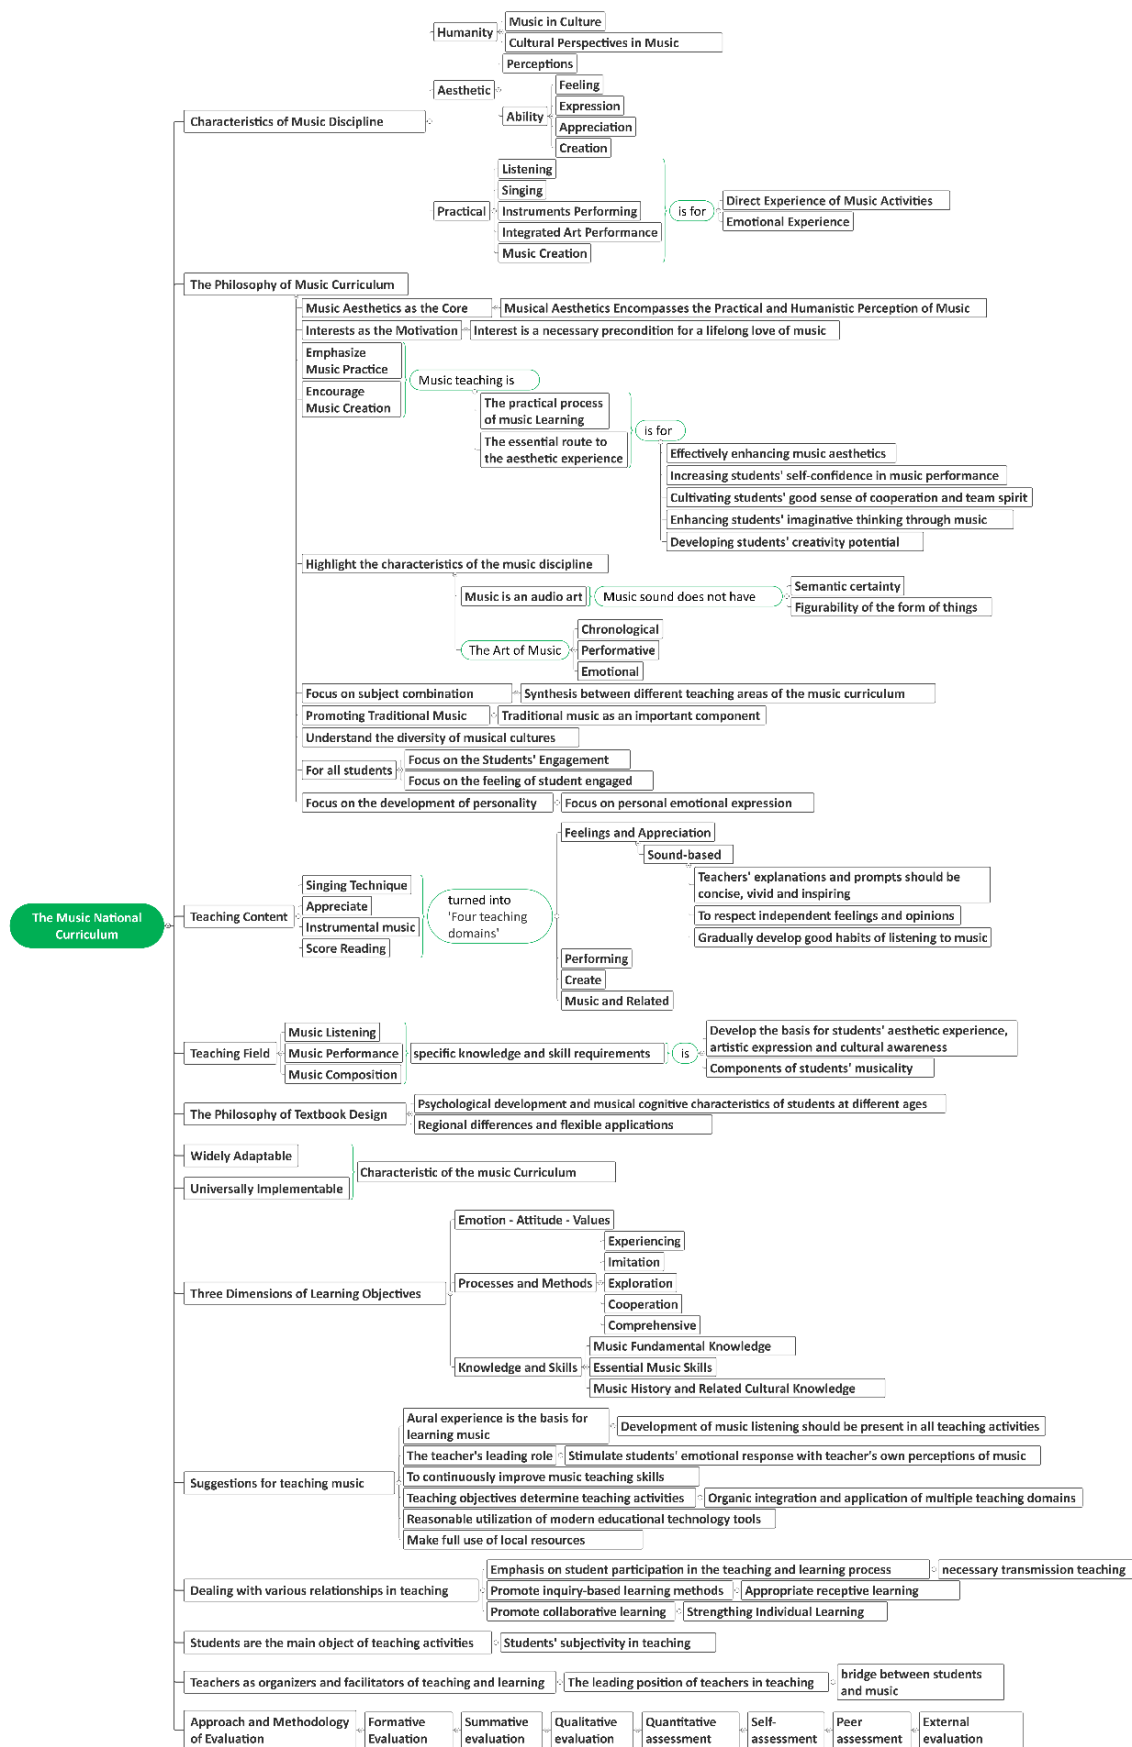 Humanity
Music in Culture
Cultural Perspectives in Music
Aesthetic
Perceptions
Ability
Feeling
Expression
Appreciation
Creation
Characteristics of Music Discipline
Practical
Listening
Singing
Instruments Performing
Integrated Art Performance
Music Creation
is for
Direct Experience of Music Activities
Emotional Experience
The Philosophy of Music Curriculum
Music Aesthetics as the Core
Musical Aesthetics Encompasses the Practical and Humanistic Perception of Music
Interests as the Motivation
Interest is a necessary precondition for a lifelong love of music
Emphasize
Music Practice
Encourage
Music Creation
Music teaching is
The practical process
of music Learning
The essential route to
the aesthetic experience
is for
Effectively enhancing music aesthetics
Increasing students' self-confidence in music performance
Cultivating students' good sense of cooperation and team spirit
Enhancing students' imaginative thinking through music
Developing students' creativity potential
Highlight the characteristics of the music discipline
Music is an audio art
Music sound does not have
Semantic certainty
Figurability of the form of things
The Art of Music
Chronological
Performative
Emotional
Focus on subject combination
Synthesis between different teaching areas of the music curriculum
Promoting Traditional Music
Traditional music as an important component
Understand the diversity of musical cultures
For all students
Focus on the Students' Engagement
Focus on the feeling of student engaged
Focus on the development of personality
Focus on personal emotional expression
The Music National
Curriculum
Teaching Content
Singing Technique
Appreciate
Instrumental music
Score Reading
turned into
'Four teaching
domains'
Feelings and Appreciation
Sound-based
Teachers' explanations and prompts should be
concise, vivid and inspiring
To respect independent feelings and opinions
Gradually develop good habits of listening to music
Performing
Create
Music and Related
Teaching Field
Music Listening
Music Performance
Music Composition
specific knowledge and skill requirements
is
Develop the basis for students' aesthetic experience,
artistic expression and cultural awareness
Components of students' musicality
The Philosophy of Textbook Design
Psychological development and musical cognitive characteristics of students at different ages
Regional differences and flexible applications
Widely Adaptable
Universally Implementable
Characteristic of the music Curriculum
Three Dimensions of Learning Objectives
Emotion - Attitude - Values
Processes and Methods
Experiencing
Imitation
Exploration
Cooperation
Comprehensive
Knowledge and Skills
Music Fundamental Knowledge
Essential Music Skills
Music History and Related Cultural Knowledge
Suggestions for teaching music
Aural experience is the basis for
learning music
Development of music listening should be present in all teaching activities
The teacher's leading role
Stimulate students' emotional response with teacher's own perceptions of music
To continuously improve music teaching skills
Teaching objectives determine teaching activities
Organic integration and application of multiple teaching domains
Reasonable utilization of modern educational technology tools
Make full use of local resources
Dealing with various relationships in teaching
Emphasis on student participation in the teaching and learning process
necessary transmission teaching
Promote inquiry-based learning methods
Appropriate receptive learning
Promote collaborative learning
Strengthing Individual Learning
Students are the main object of teaching activities
Students' subjectivity in teaching
Teachers as organizers and facilitators of teaching and learning
The leading position of teachers in teaching
bridge between students
and music
Approach and Methodology
of Evaluation
Formative
Evaluation
Summative
evaluation
Qualitative
evaluation
Quantitative
assessment
Self-
assessment
Peer
assessment
External
evaluation